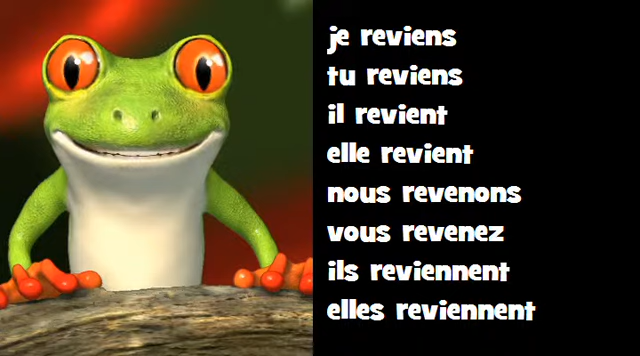 je reviens
tu reviens
il revient
elle revient
nous revenons
vous revenez
ils reviennent
elles reviennent